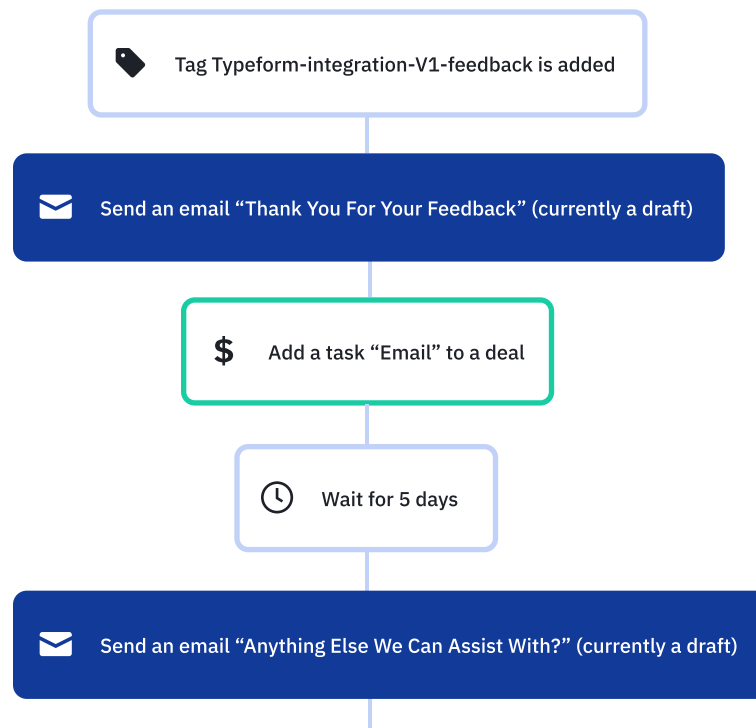 Tag Typeform-integration-V1-feedback is added
Send an email “Thank You For Your Feedback” (currently a draft)
$ Add a task “Email” to a deal
Wait for 5 days
Send an email “Anything Else We Can Assist With?” (currently a draft)